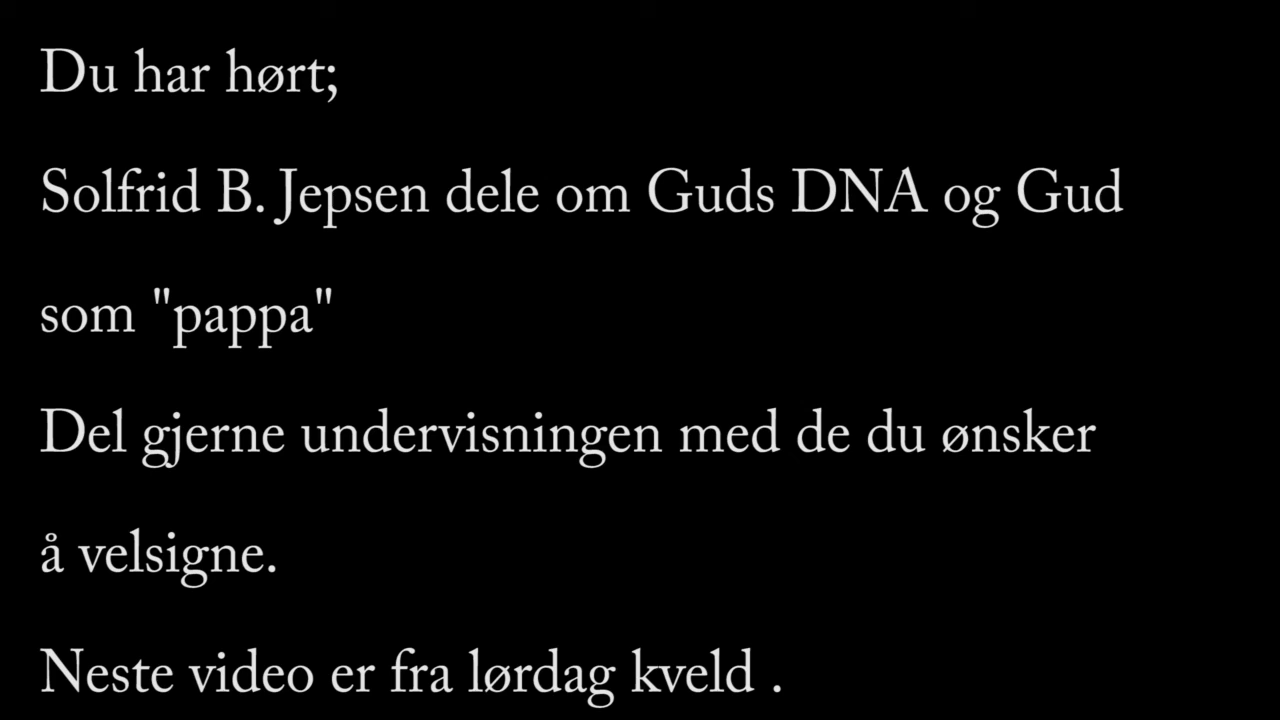 Du har hørt;
Solfrid B. Jepsen dele om Guds DNA og Gud
som "pappa"
Del gjerne undervisningen med de du ønsker
å velsigne.
Neste video er fra lørdag kveld .